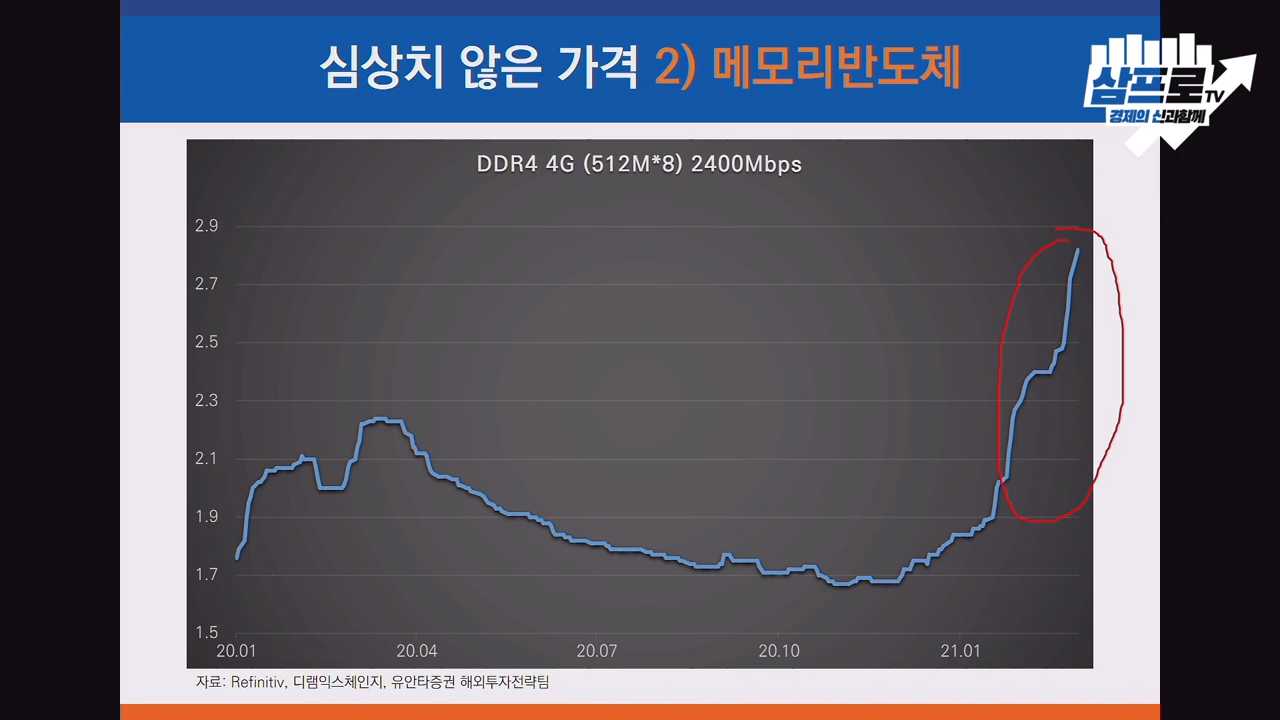 심상치 않은 가격 2) 메모리반도체
삼프로TV
경제의 신과함께
DDR4 4G (512M*8) 2400Mbps
2.9
2.7
2.5
2.3
2.1
1.9
1.7
1.5
20.01 20.04 20.07 20.10 21.01
자료: Refinitiv, 디램익스체인지, 유안타증권 해외투자전략팀